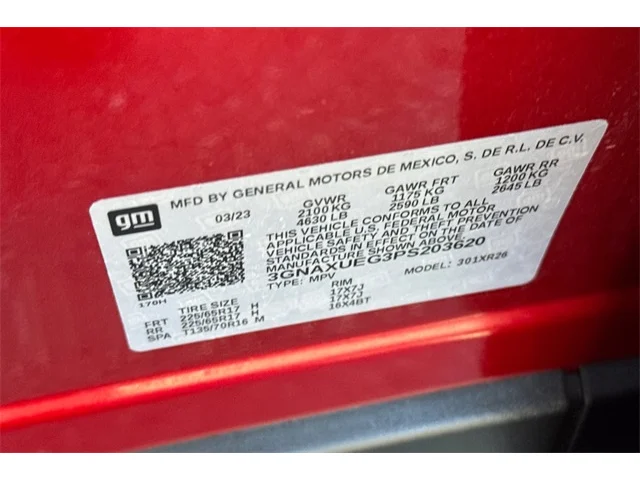 gm
MFD BY GENERAL MOTORS DE MEXICO, S. DE R.L. DE C.V.
03/23 GVWR GAWR FRT GAWR RR
2100 KG 1175 KG 1200 KG
4630 LB 2590 LB 2645 LB
THIS VEHICLE CONFORMS TO ALL
APPLICABLE U.S. FEDERAL MOTOR
VEHICLE SAFETY AND THEFT PREVENTION
STANDARDS IN EFFECT ON THE DATE OF
MANUFACTURE SHOWN ABOVE.
3GNAXUEG3PS203620
TYPE: MPV MODEL: 301XR26
170H
TIRE SIZE RIM
FRT 225/65R17 H 17X7J
RR 225/65R17 H 17X7J
SPA T135/70R16 M 16X4BT